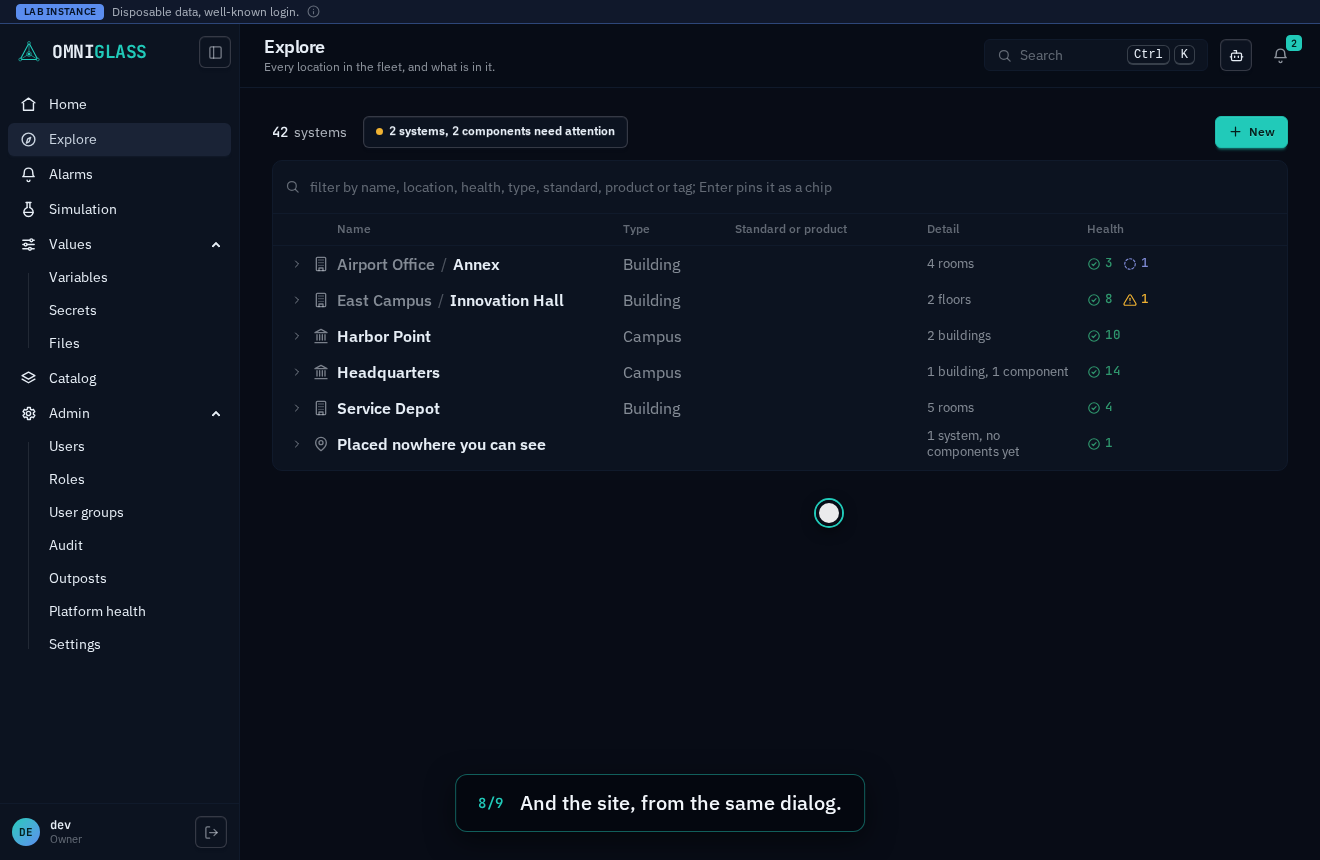 LAB INSTANCE Disposable data, well-known login.
OMNIGLASS
Home
Explore
Alarms
Simulation
Values
Variables
Secrets
Files
Catalog
Admin
Users
Roles
User groups
Audit
Outposts
Platform health
Settings
DE
dev
Owner
Explore
Every location in the fleet, and what is in it.
Search Ctrl K
2
42 systems
2 systems, 2 components need attention
New
filter by name, location, health, type, standard, product or tag; Enter pins it as a chip
Name Type Standard or product Detail Health
Airport Office / Annex Building 4 rooms 3 1
East Campus / Innovation Hall Building 2 floors 8 1
Harbor Point Campus 2 buildings 10
Headquarters Campus 1 building, 1 component 14
Service Depot Building 5 rooms 4
Placed nowhere you can see 1 system, no components yet 1
8/9 And the site, from the same dialog.